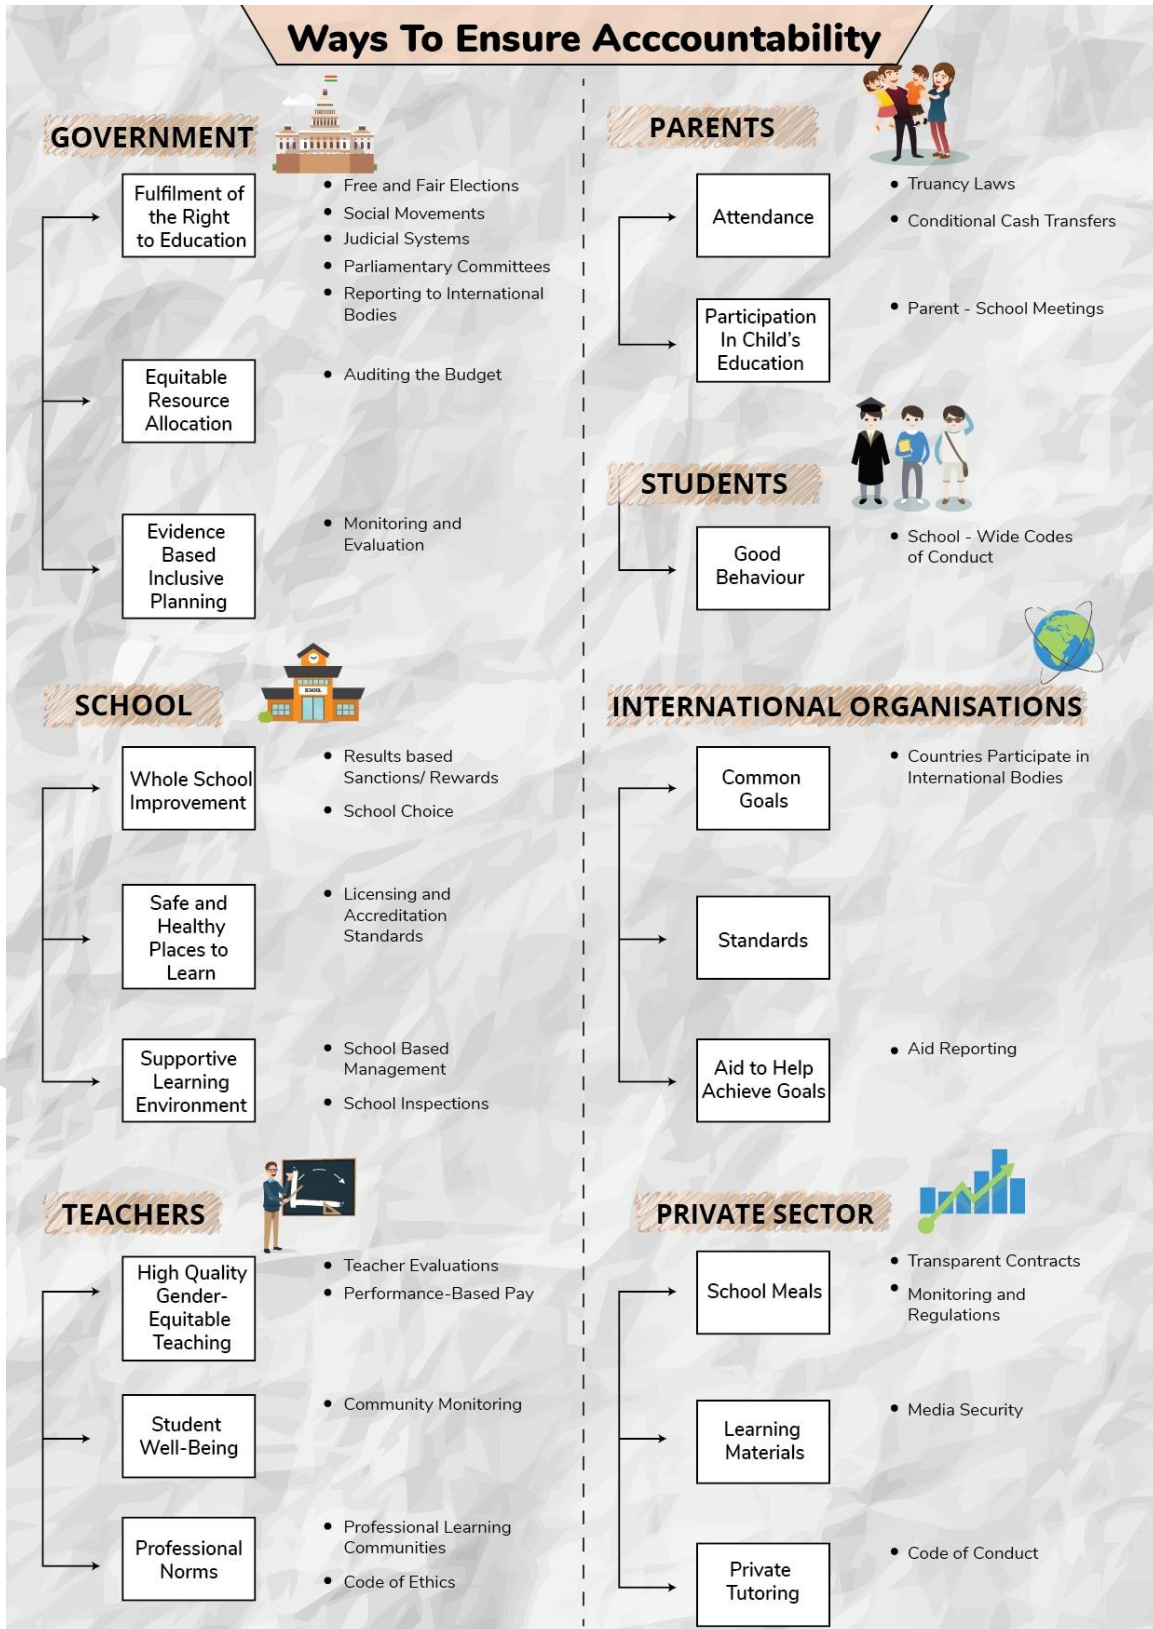 Ways To Ensure Acccountability
GOVERNMENT
Fulfilment of
the Right
to Education
• Free and Fair Elections
• Social Movements
• Judicial Systems
• Parliamentary Committees
• Reporting to International
Bodies
Equitable
Resource
Allocation
• Auditing the Budget
Evidence
Based
Inclusive
Planning
• Monitoring and
Evaluation
SCHOOL
SCHOOL
Whole School
Improvement
• Results based
Sanctions/ Rewards
• School Choice
Safe and
Healthy
Places to
Learn
• Licensing and
Accreditation
Standards
Supportive
Learning
Environment
• School Based
Management
• School Inspections
TEACHERS
High Quality
Gender-
Equitable
Teaching
• Teacher Evaluations
• Performance-Based Pay
Student
Well-Being
• Community Monitoring
Professional
Norms
• Professional Learning
Communities
• Code of Ethics
PARENTS
Attendance
• Truancy Laws
• Conditional Cash Transfers
Participation
In Child's
Education
• Parent - School Meetings
STUDENTS
Good
Behaviour
• School - Wide Codes
of Conduct
INTERNATIONAL ORGANISATIONS
Common
Goals
• Countries Participate in
International Bodies
Standards
Aid to Help
Achieve Goals
• Aid Reporting
PRIVATE SECTOR
School Meals
• Transparent Contracts
• Monitoring and
Regulations
Learning
Materials
• Media Security
Private
Tutoring
• Code of Conduct